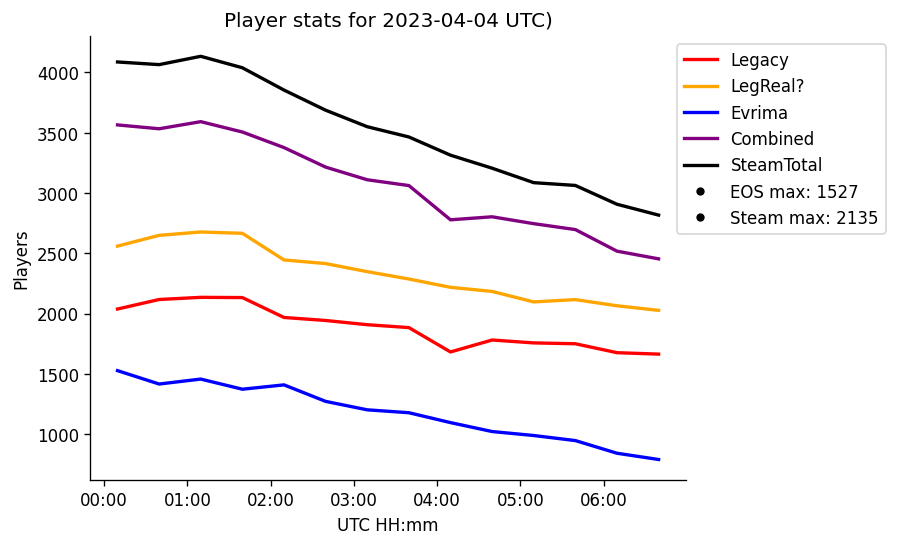 Player stats for 2023-04-04 UTC)
Legacy
LegReal?
Evrima
Combined
SteamTotal
EOS max: 1527
Steam max: 2135
Players
4000
3500
3000
2500
2000
1500
1000
00:00 01:00 02:00 03:00 04:00 05:00 06:00
UTC HH:mm